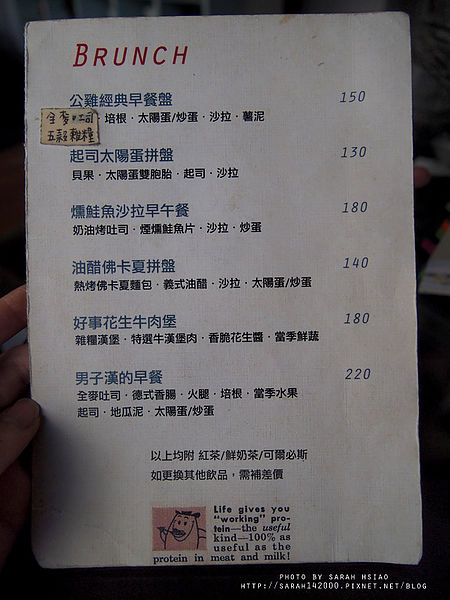 BRUNCH
公雞經典早餐盤 150
全麥吐司
五穀雜糧
‧培根‧太陽蛋/炒蛋‧沙拉‧薯泥
起司太陽蛋拼盤 130
貝果‧太陽蛋雙胞胎‧起司‧沙拉
燻鮭魚沙拉早午餐 180
奶油烤吐司‧煙燻鮭魚片‧沙拉‧炒蛋
油醋佛卡夏拼盤 140
熱烤佛卡夏麵包‧義式油醋‧沙拉‧太陽蛋/炒蛋
好事花生牛肉堡 180
雜糧漢堡‧特選牛漢堡肉‧香脆花生醬‧當季鮮蔬
男子漢的早餐 220
全麥吐司‧德式香腸‧火腿‧培根‧當季水果
起司‧地瓜泥‧太陽蛋/炒蛋
以上均附 紅茶/鮮奶茶/可爾必斯
如更換其他飲品，需補差價
Life gives you
"working" pro-
tein—the useful
kind—100% as
useful as the
protein in meat and milk!
PHOTO BY SARAH HSIAO
HTTP://SARAH142000.PIXNET.NET/BLOG